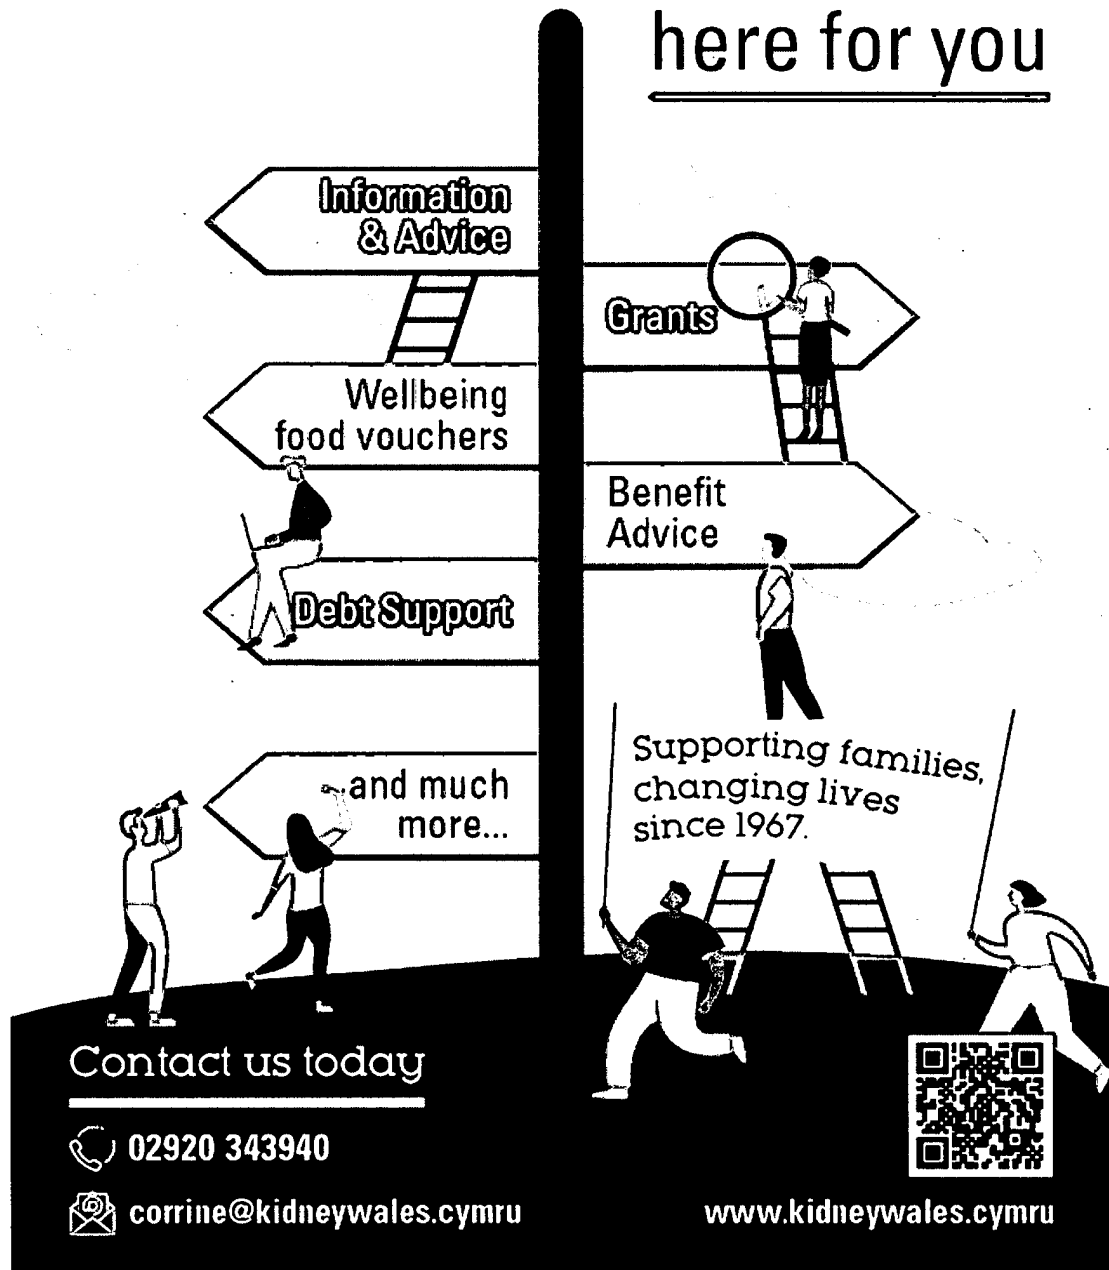 here for you
Information
& Advice
Grants
Wellbeing
food vouchers
Benefit
Advice
Debt Support
and much
more...
Supporting families,
changing lives
since 1967.
Contact us today
02920 343940
corrine@kidneywales.cymru
www.kidneywales.cymru